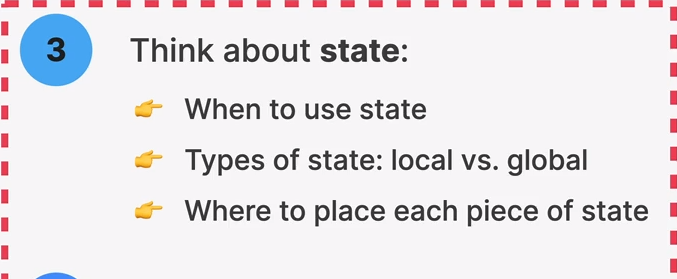 3
Think about state:
👉 When to use state
👉 Types of state: local vs. global
👉 Where to place each piece of state